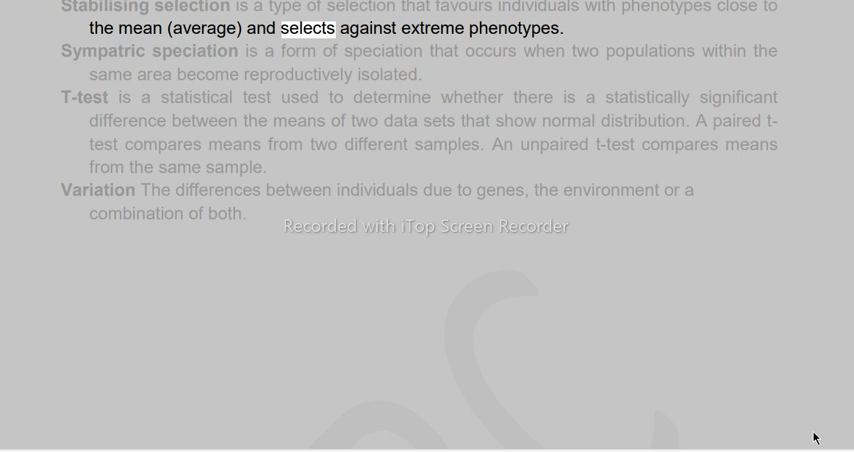 Stabilising selection is a type of selection that favours individuals with phenotypes close to
the mean (average) and selects against extreme phenotypes.
Sympatric speciation is a form of speciation that occurs when two populations within the
same area become reproductively isolated.
T-test is a statistical test used to determine whether there is a statistically significant
difference between the means of two data sets that show normal distribution. A paired t-
test compares means from two different samples. An unpaired t-test compares means
from the same sample.
Variation The differences between individuals due to genes, the environment or a
combination of both.
Recorded with iTop Screen Recorder